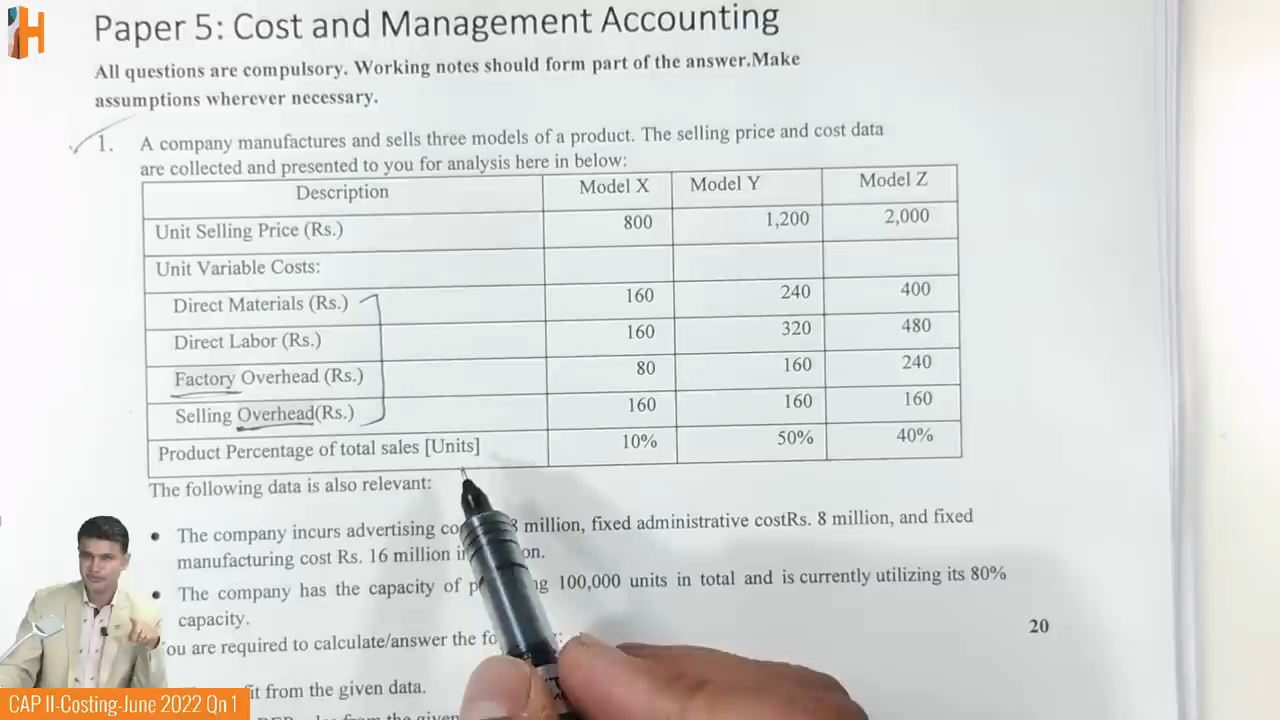 H
Paper 5: Cost and Management Accounting
All questions are compulsory. Working notes should form part of the answer.Make
assumptions wherever necessary.
1. A company manufactures and sells three models of a product. The selling price and cost data
are collected and presented to you for analysis here in below:
Description Model X Model Y Model Z
Unit Selling Price (Rs.) 800 1,200 2,000
Unit Variable Costs:
Direct Materials (Rs.) 160 240 400
Direct Labor (Rs.) 160 320 480
Factory Overhead (Rs.) 80 160 240
Selling Overhead(Rs.) 160 160 160
Product Percentage of total sales [Units] 10% 50% 40%
The following data is also relevant:
• The company incurs advertising 8 million, fixed administrative costRs. 8 million, and fixed
manufacturing cost Rs. 16 million
• The company has the capacity of 100,000 units in total and is currently utilizing its 80%
capacity.
20
ou are required to calculate/answer the
from the given data.
from the given
CAP II-Costing-June 2022 Qn 1